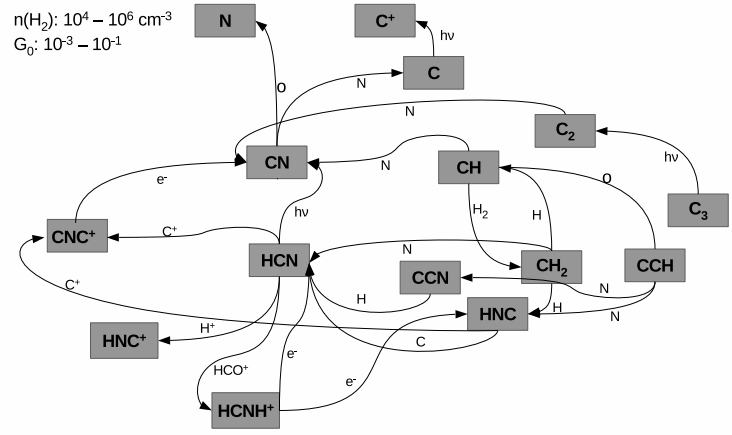 n(H₂): 10⁴ – 10⁶ cm⁻³
G₀: 10⁻³ – 10⁻¹
N
C⁺
hν
C
O
N
N
C₂
CN
N
CH
hν
O
C₃
e⁻
hν
H₂
H
CNC⁺
C⁺
HCN
N
CCN
CH₂
CCH
C⁺
H
N
H
HNC
N
HNC⁺
H⁺
e⁻
C
HCO⁺
e⁻
HCNH⁺